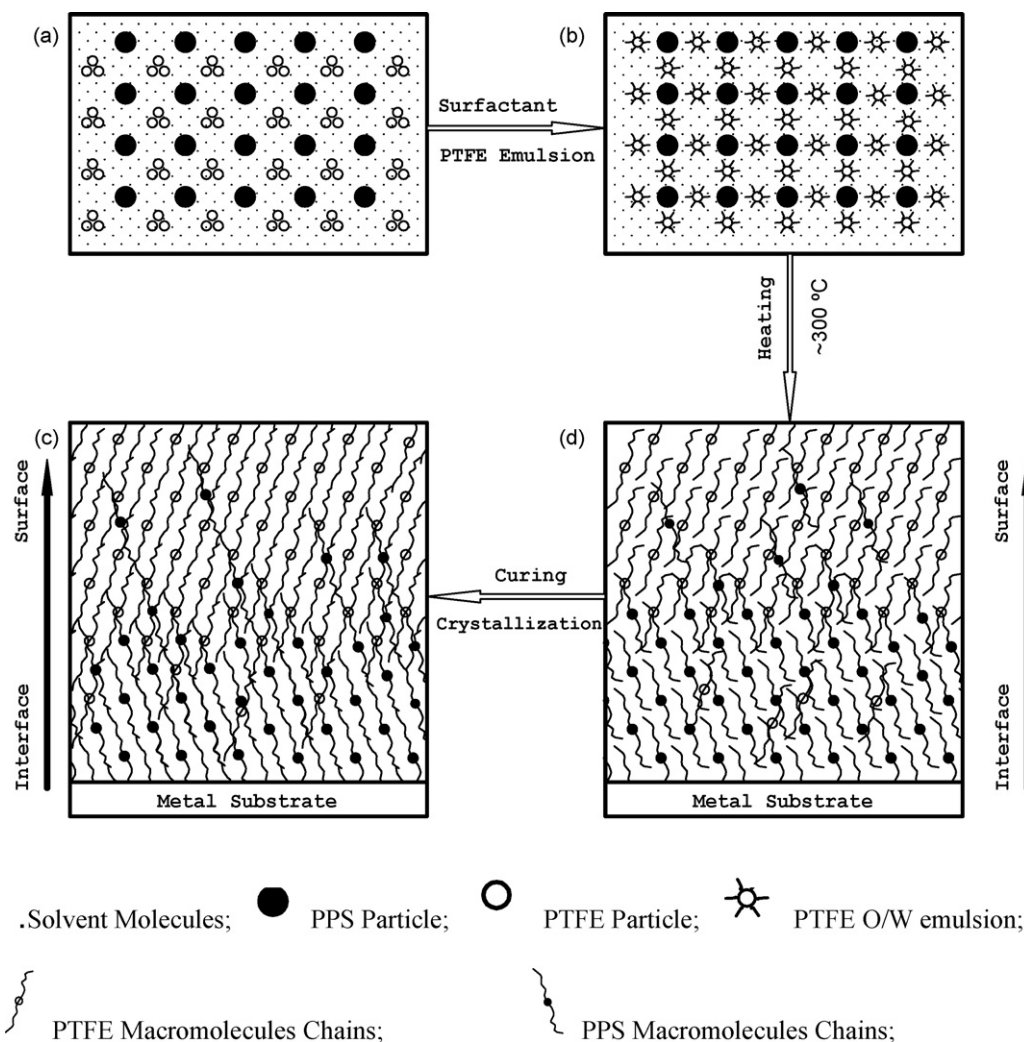 (a)
(b)
Surfactant
PTFE Emulsion
Heating
~300 ºC
(c)
(d)
Surface
Interface
Curing
Crystallization
Surface
Interface
Metal Substrate
Metal Substrate
.Solvent Molecules; PPS Particle; PTFE Particle; PTFE O/W emulsion;
PTFE Macromolecules Chains; PPS Macromolecules Chains;